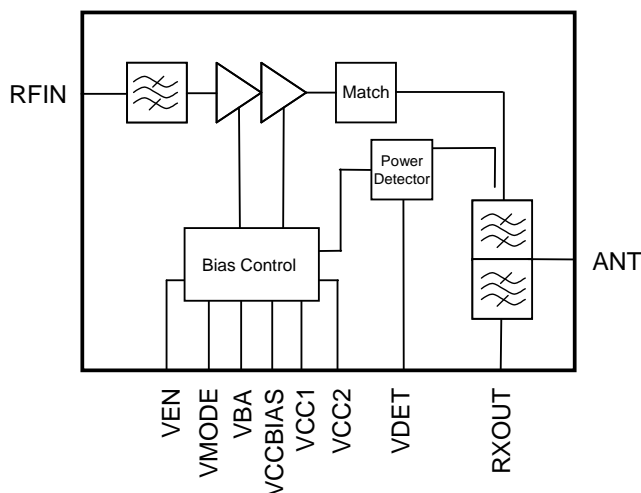 RFIN
Match
Power
Detector
Bias Control
ANT
VEN
VMODE
VBA
VCCBIAS
VCC1
VCC2
VDET
RXOUT